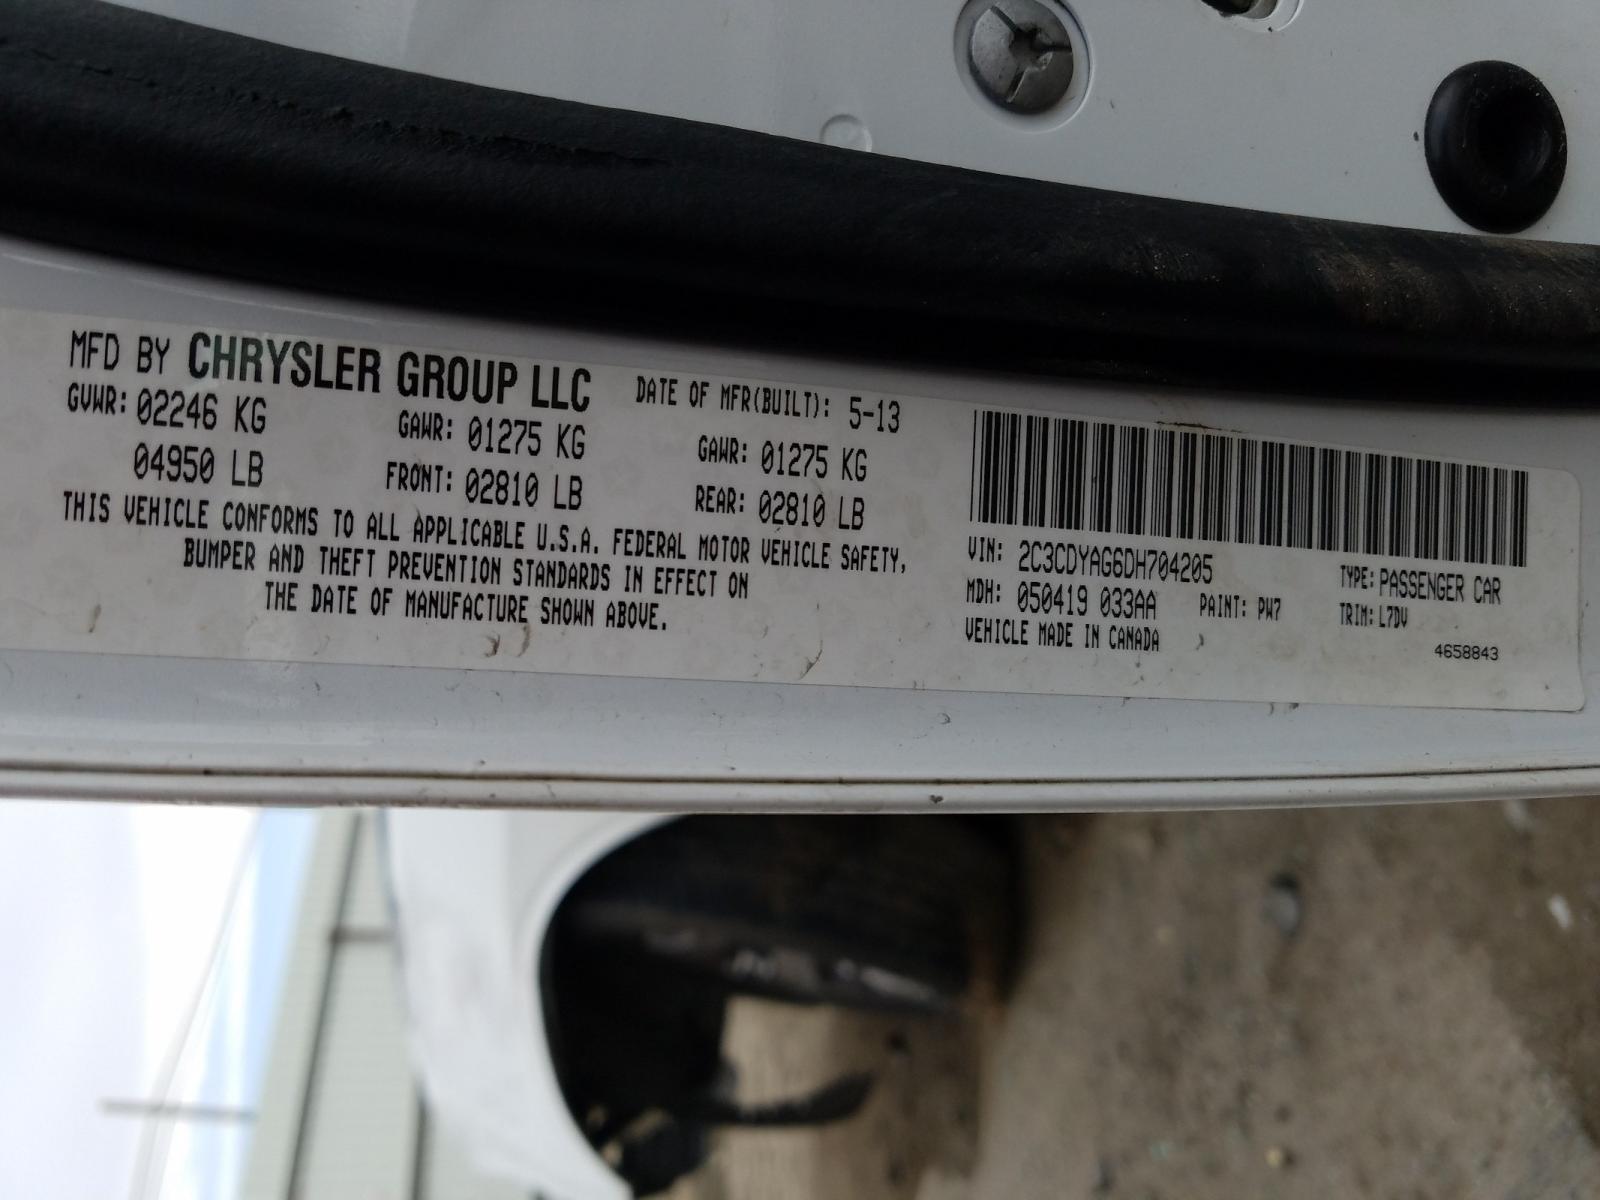 MFD BY CHRYSLER GROUP LLC
DATE OF MFR(BUILT): 5-13
GVWR: 02246 KG
04950 LB
GAWR: 01275 KG
FRONT: 02810 LB
GAWR: 01275 KG
REAR: 02810 LB
THIS VEHICLE CONFORMS TO ALL APPLICABLE U.S.A. FEDERAL MOTOR VEHICLE SAFETY,
BUMPER AND THEFT PREVENTION STANDARDS IN EFFECT ON
THE DATE OF MANUFACTURE SHOWN ABOVE.
VIN: 2C3CDYAG6DH704205
TYPE: PASSENGER CAR
MDH: 050419 033AA
PAINT: PW7
TRIM: L7DV
VEHICLE MADE IN CANADA
4658843